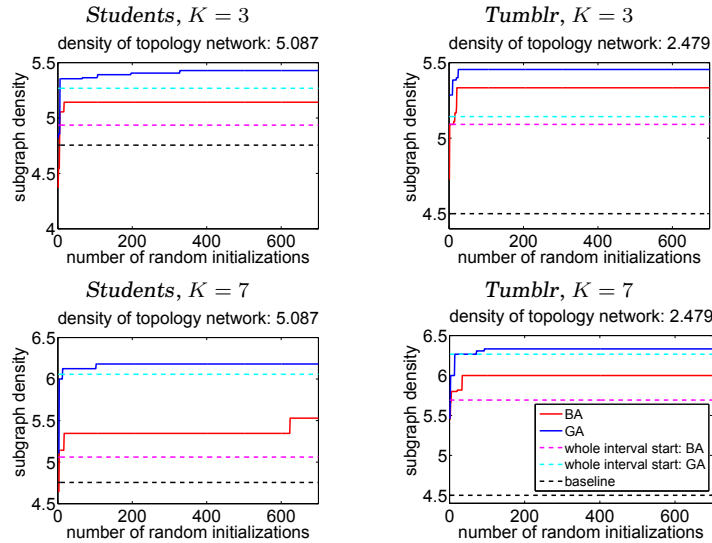 Students, K = 3
density of topology network: 5.087
subgraph density
5.5
5
4.5
4
0 200 400 600
number of random initializations
Tumblr, K = 3
density of topology network: 2.479
subgraph density
5.5
5
4.5
0 200 400 600
number of random initializations
Students, K = 7
density of topology network: 5.087
subgraph density
6.5
6
5.5
5
4.5
0 200 400 600
number of random initializations
Tumblr, K = 7
density of topology network: 2.479
subgraph density
6.5
6
5.5
5
4.5
0 200 400 600
number of random initializations
BA
GA
whole interval start: BA
whole interval start: GA
baseline